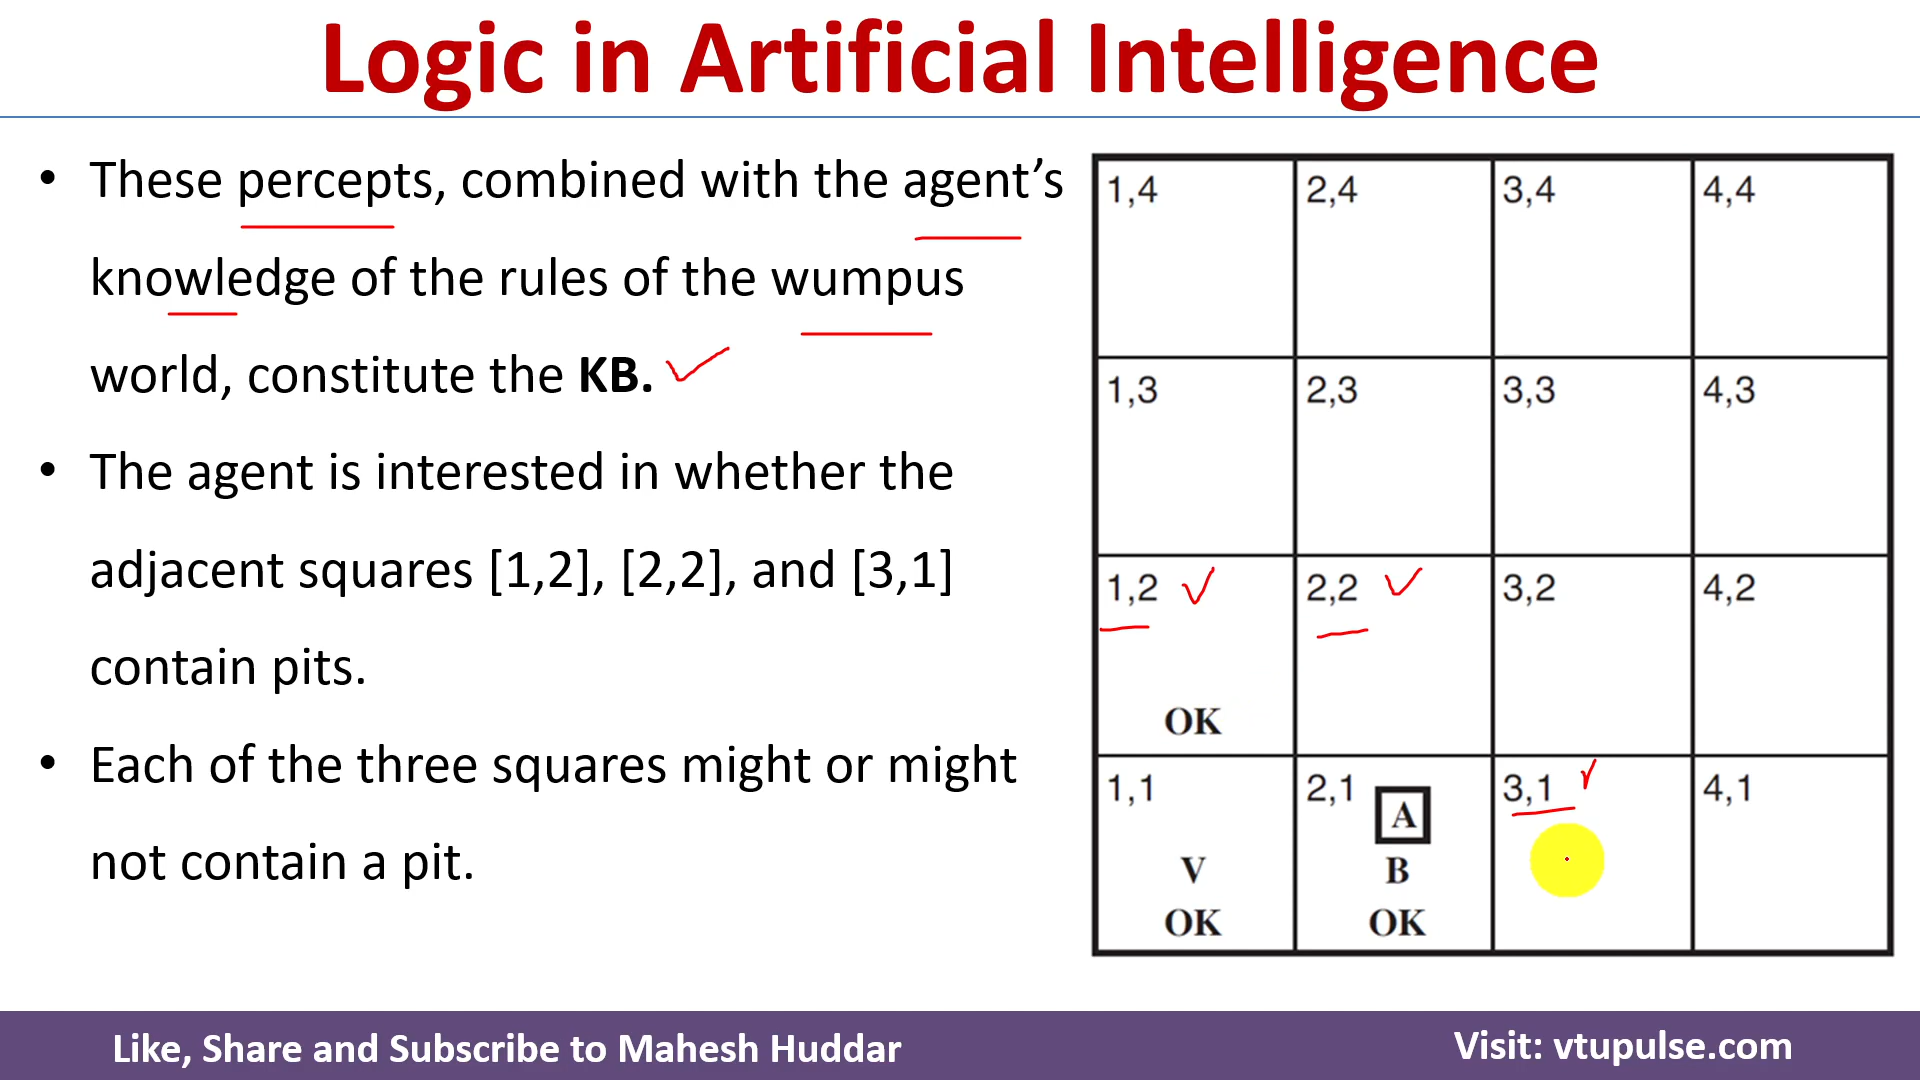 Logic in Artificial Intelligence
• These percepts, combined with the agent’s
knowledge of the rules of the wumpus
world, constitute the KB.
• The agent is interested in whether the
adjacent squares [1,2], [2,2], and [3,1]
contain pits.
• Each of the three squares might or might
not contain a pit.
1,4 2,4 3,4 4,4
1,3 2,3 3,3 4,3
1,2 2,2 3,2 4,2
OK
1,1 2,1 3,1 4,1
A
V B
OK OK
Like, Share and Subscribe to Mahesh Huddar
Visit: vtupulse.com